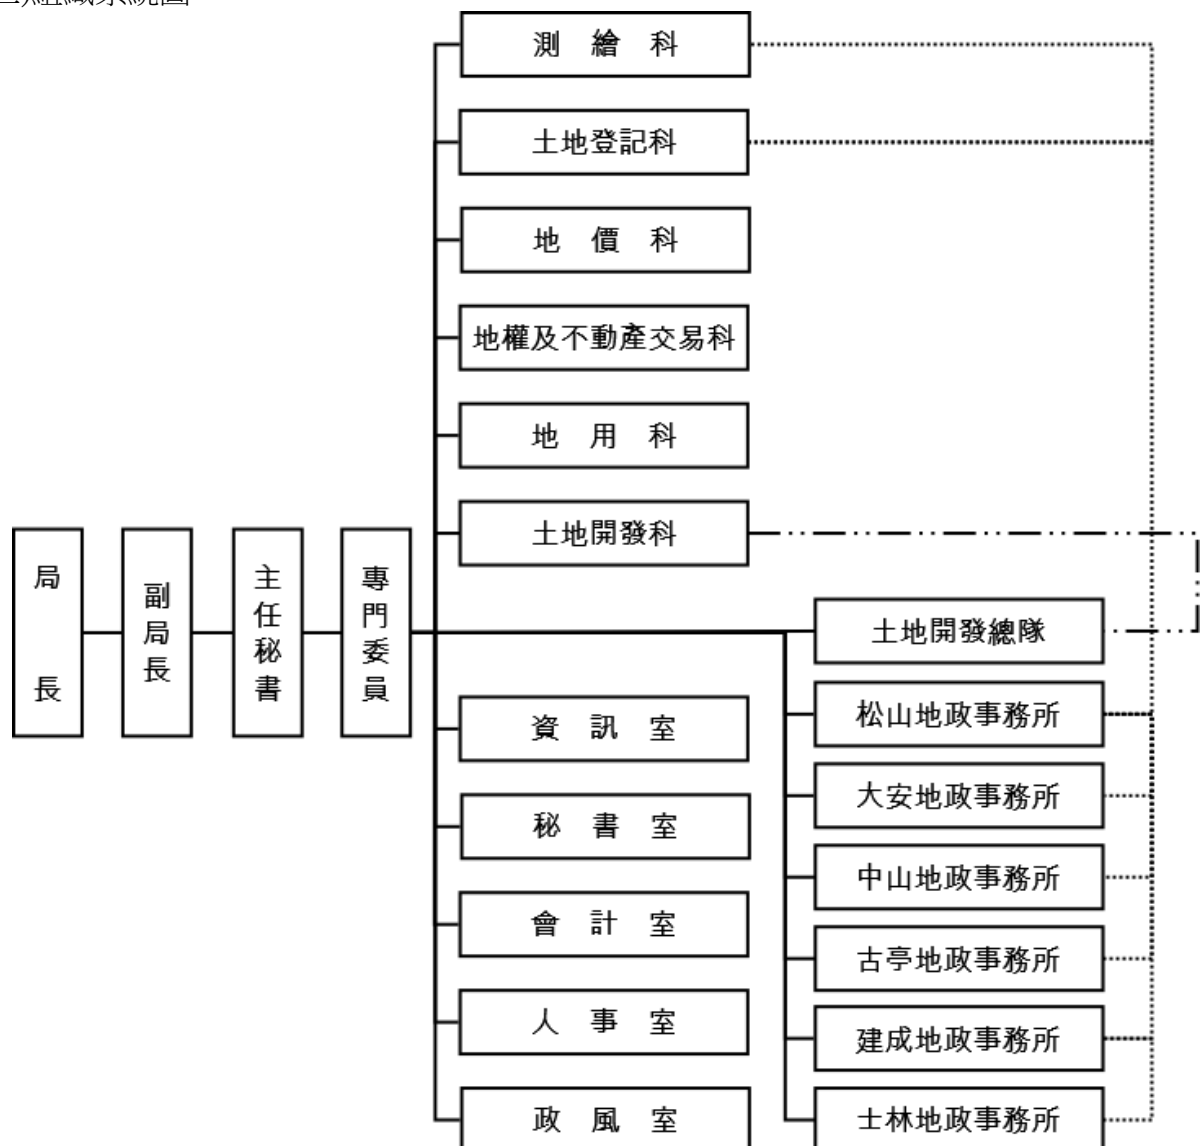 組織系統圖
測繪科
土地登記科
地價科
地權及不動產交易科
地用科
土地開發科
局長
副局長
主任秘書
專門委員
土地開發總隊
資訊室
秘書室
會計室
人事室
政風室
松山地政事務所
大安地政事務所
中山地政事務所
古亭地政事務所
建成地政事務所
士林地政事務所